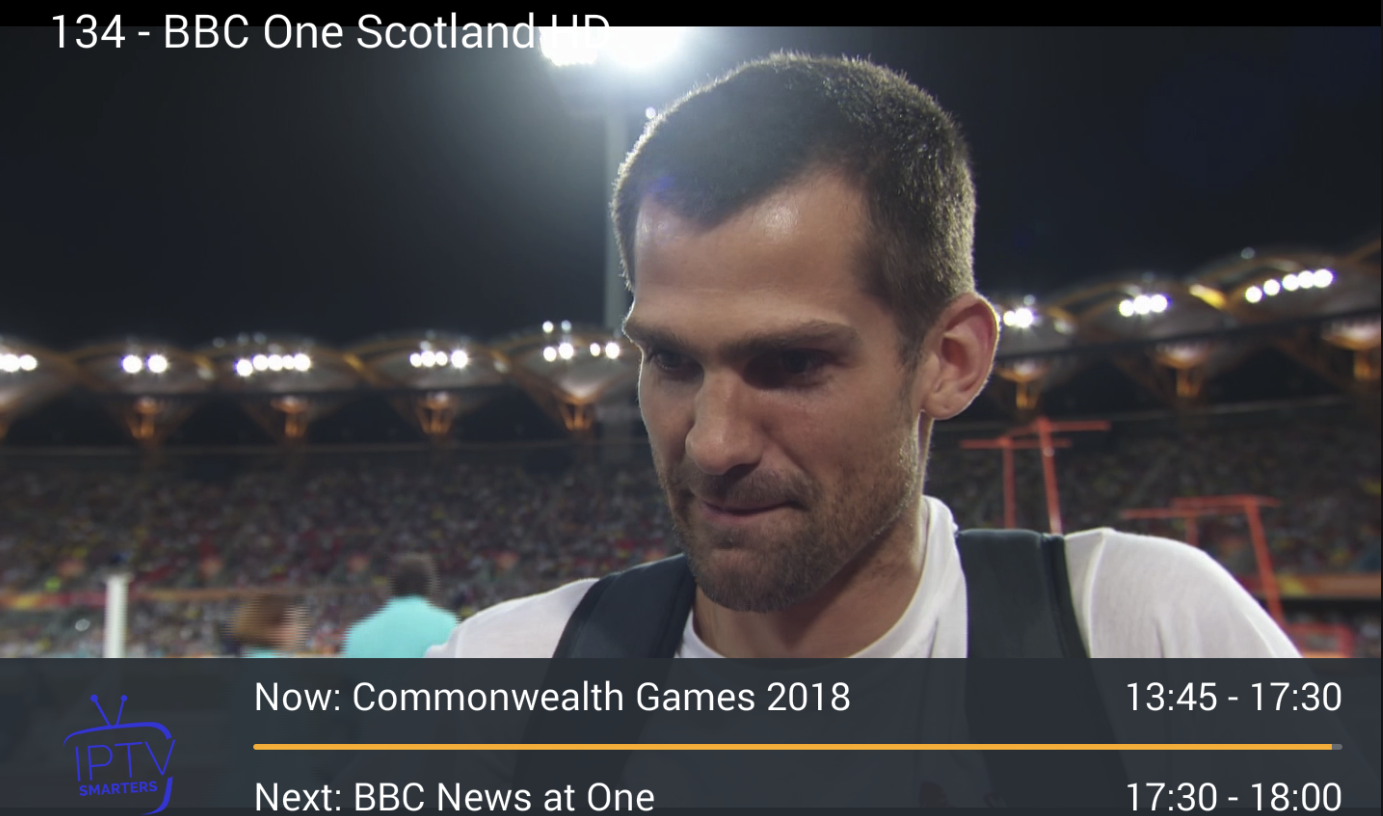 134 - BBC One Scotland HD
Now: Commonwealth Games 2018
13:45 - 17:30
IPTV
SMARTERS
Next: BBC News at One
17:30 - 18:00